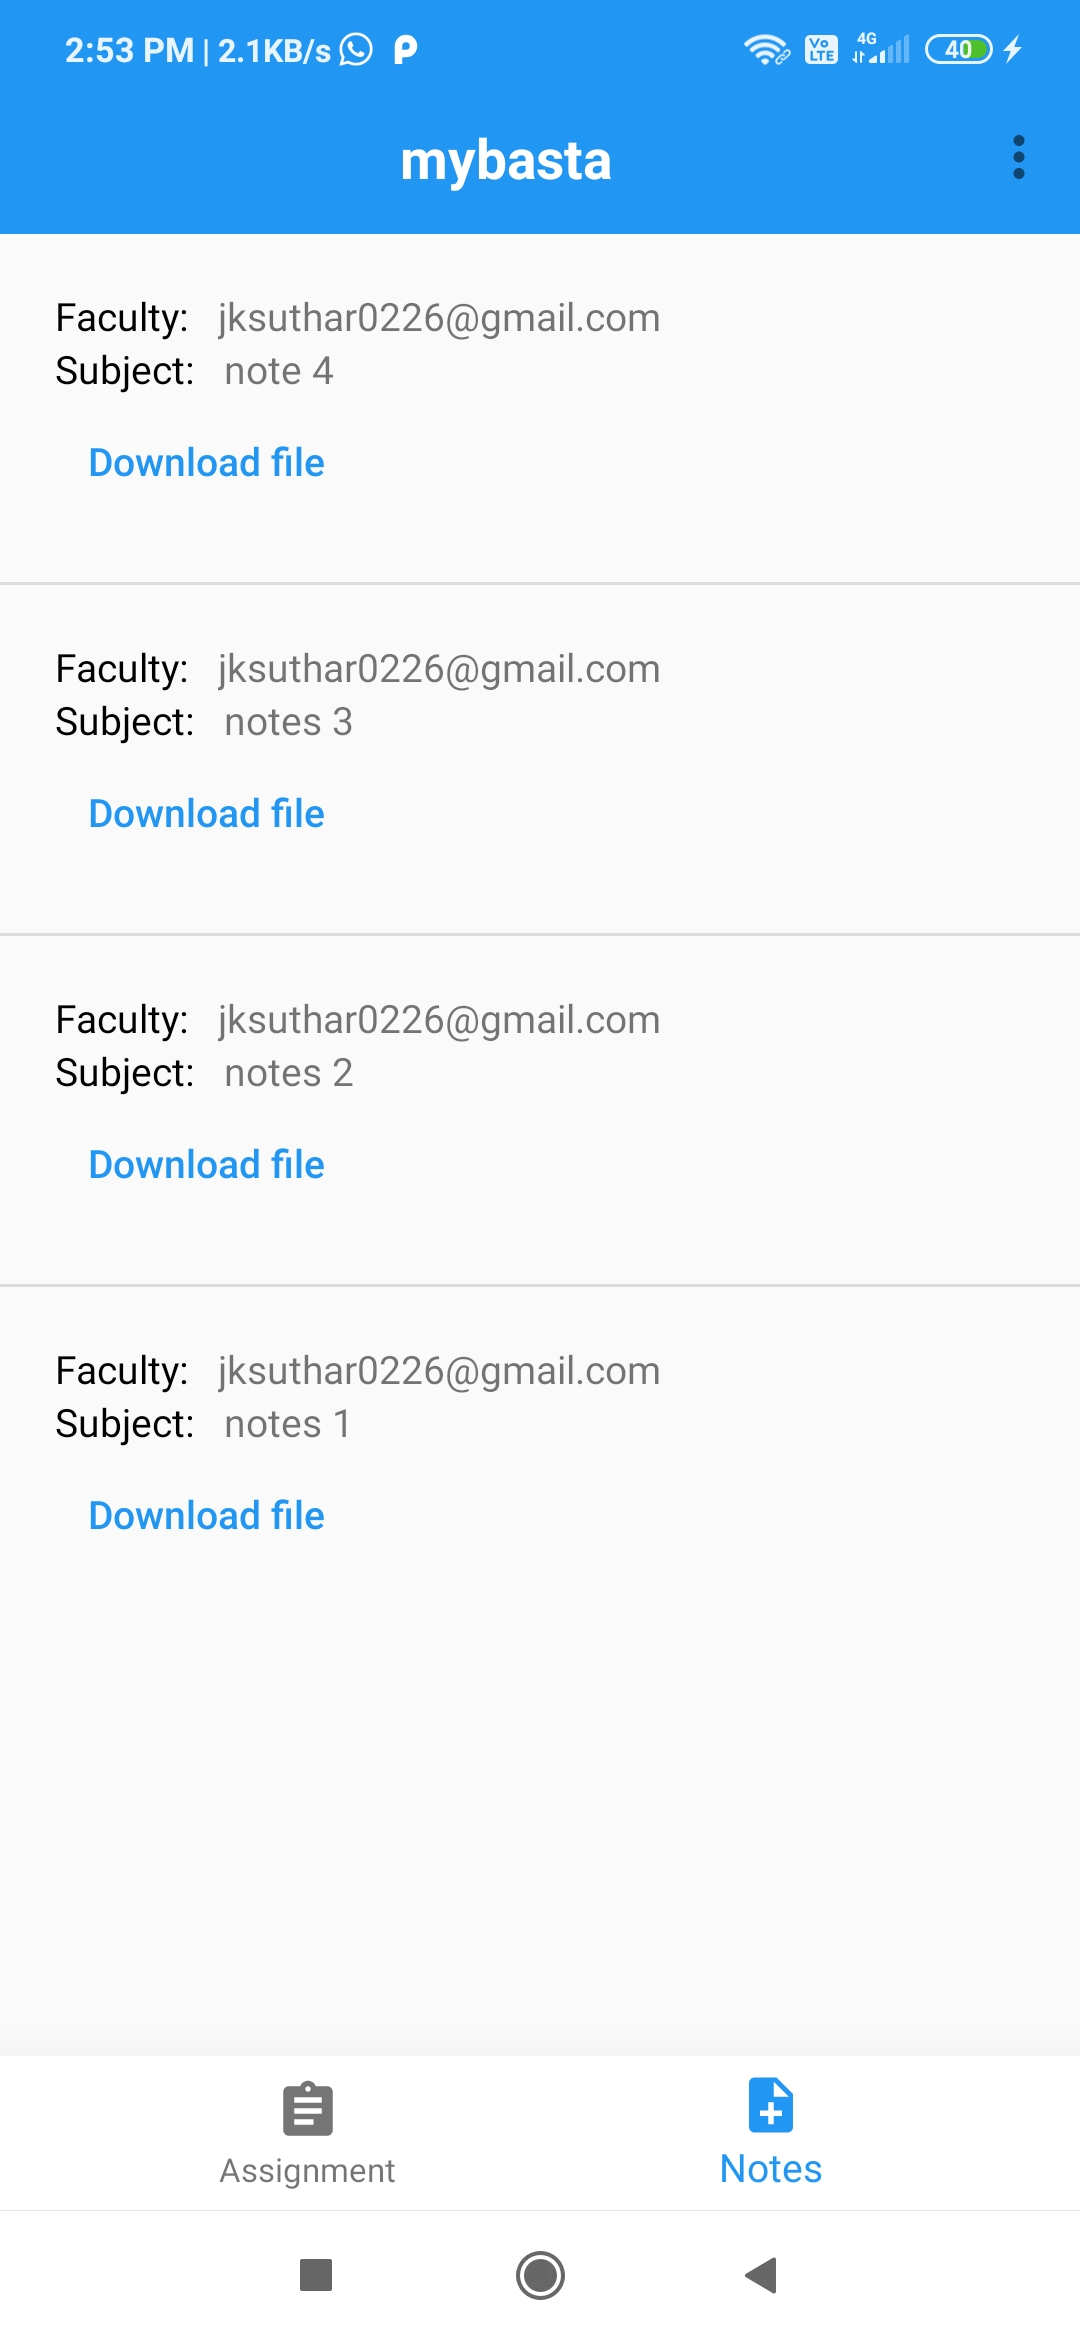 2:53 PM | 2.1KB/s
Vo LTE 4G 40
mybasta
Faculty: jksuthar0226@gmail.com
Subject: note 4
Download file
Faculty: jksuthar0226@gmail.com
Subject: notes 3
Download file
Faculty: jksuthar0226@gmail.com
Subject: notes 2
Download file
Faculty: jksuthar0226@gmail.com
Subject: notes 1
Download file
Assignment
Notes